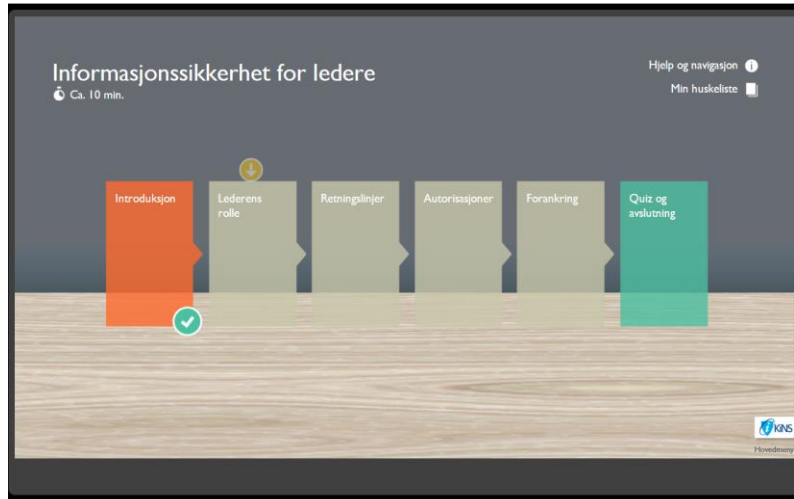 Informasjonssikkerhet for ledere
Ca. 10 min.
Hjelp og navigasjon
Min huskeliste
Introduksjon
Lederens
rolle
Retningslinjer
Autorisasjoner
Forankring
Quiz og
avslutning
KiNS
Hovedmeny